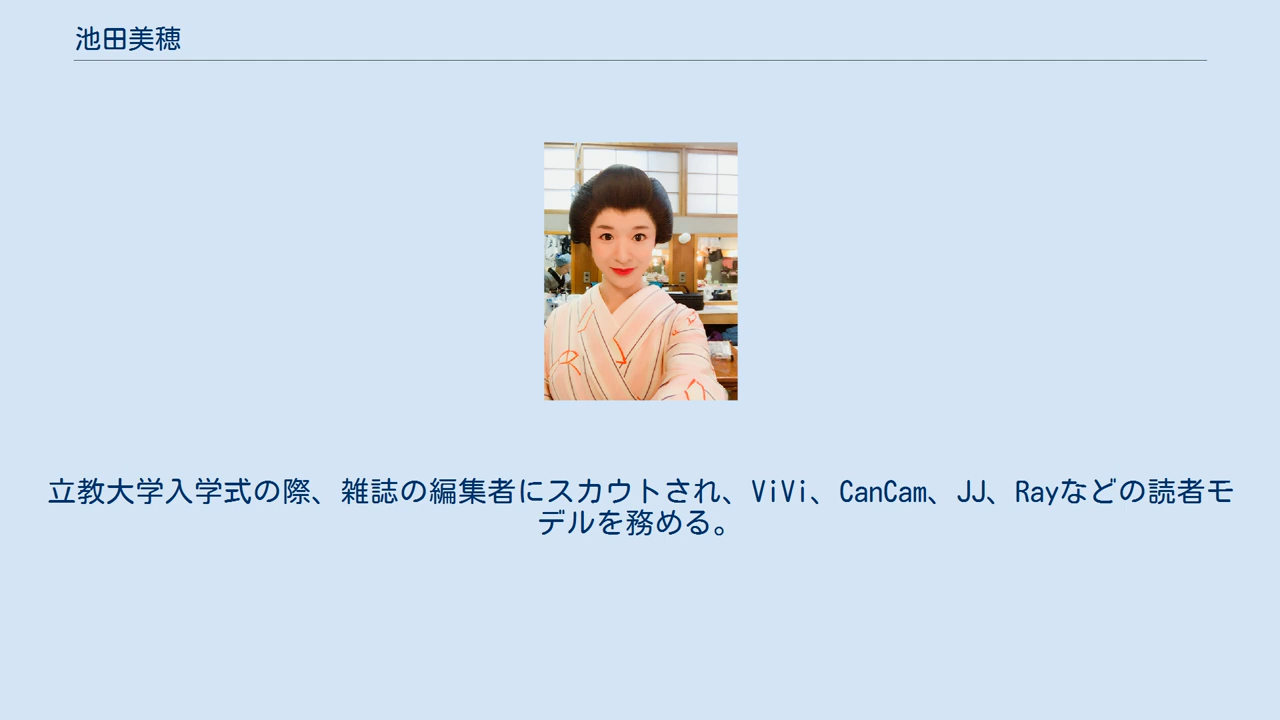 池田美穂
立教大学入学式の際、雑誌の編集者にスカウトされ、ViVi、CanCam、JJ、Rayなどの読者モ
デルを務める。